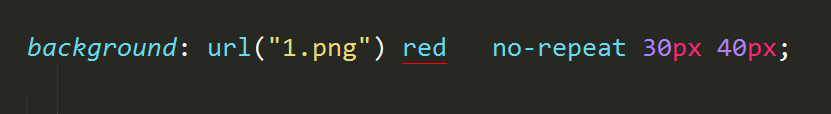 background: url("1.png") red   no-repeat 30px 40px;